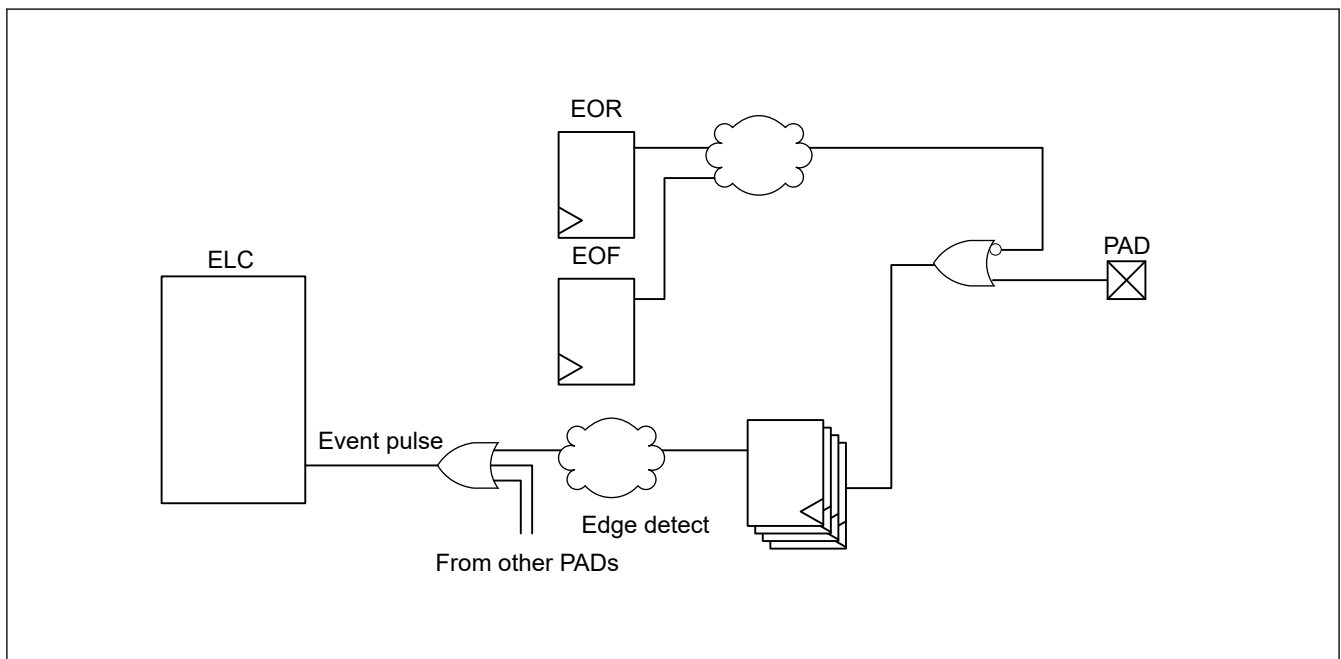 EOR
EOF
PAD
ELC
Event pulse
Edge detect
From other PADs